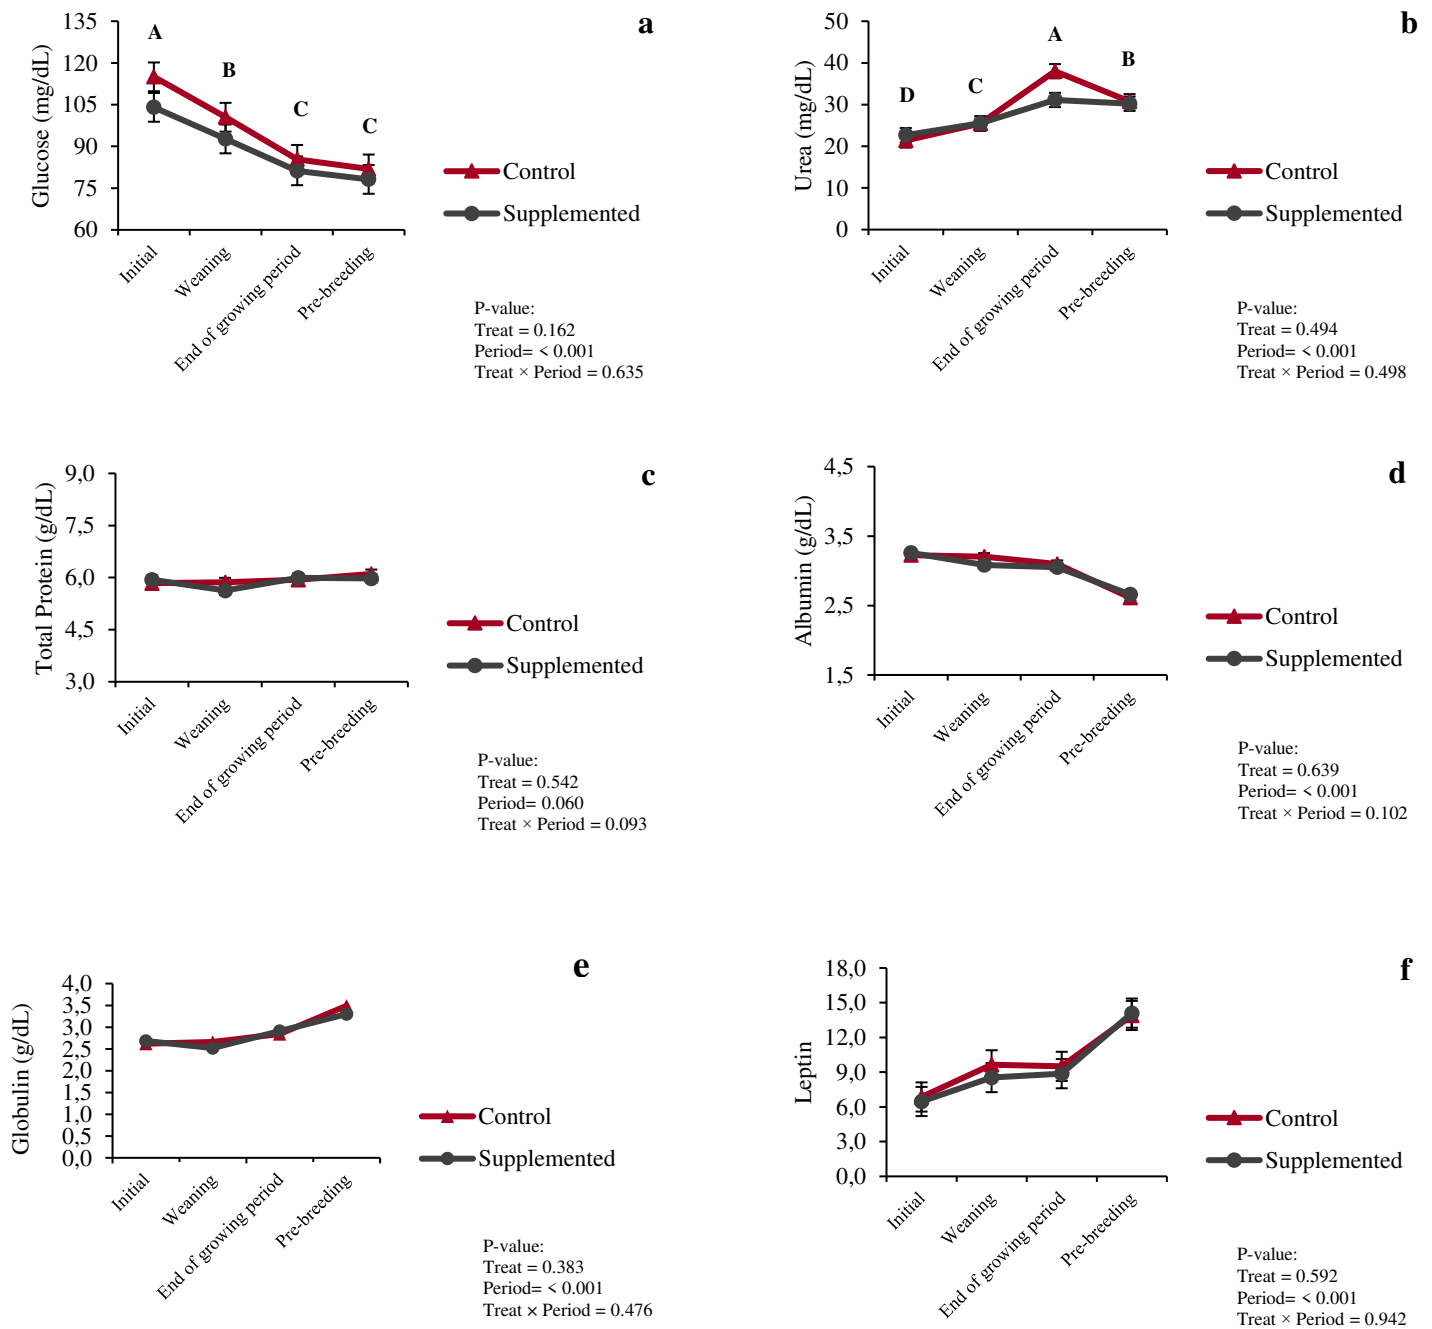 a
Glucose (mg/dL)
135
120
105
90
75
60
A
B
C
C
Initial
Weaning
End of growing period
Pre-breeding
Control
Supplemented
P-value:
Treat = 0.162
Period= < 0.001
Treat × Period = 0.635
b
Urea (mg/dL)
50
40
30
20
10
0
D
C
A
B
Initial
Weaning
End of growing period
Pre-breeding
Control
Supplemented
P-value:
Treat = 0.494
Period= < 0.001
Treat × Period = 0.498
c
Total Protein (g/dL)
9,0
7,5
6,0
4,5
3,0
Initial
Weaning
End of growing period
Pre-breeding
Control
Supplemented
P-value:
Treat = 0.542
Period= 0.060
Treat × Period = 0.093
d
Albumin (g/dL)
4,5
3,5
2,5
1,5
Initial
Weaning
End of growing period
Pre-breeding
Control
Supplemented
P-value:
Treat = 0.639
Period= < 0.001
Treat × Period = 0.102
e
Globulin (g/dL)
4,0
3,5
3,0
2,5
2,0
1,5
1,0
0,5
0,0
Initial
Weaning
End of growing period
Pre-breeding
Control
Supplemented
P-value:
Treat = 0.383
Period= < 0.001
Treat × Period = 0.476
f
Leptin
18,0
15,0
12,0
9,0
6,0
3,0
0,0
Initial
Weaning
End of growing period
Pre-breeding
Control
Supplemented
P-value:
Treat = 0.592
Period= < 0.001
Treat × Period = 0.942